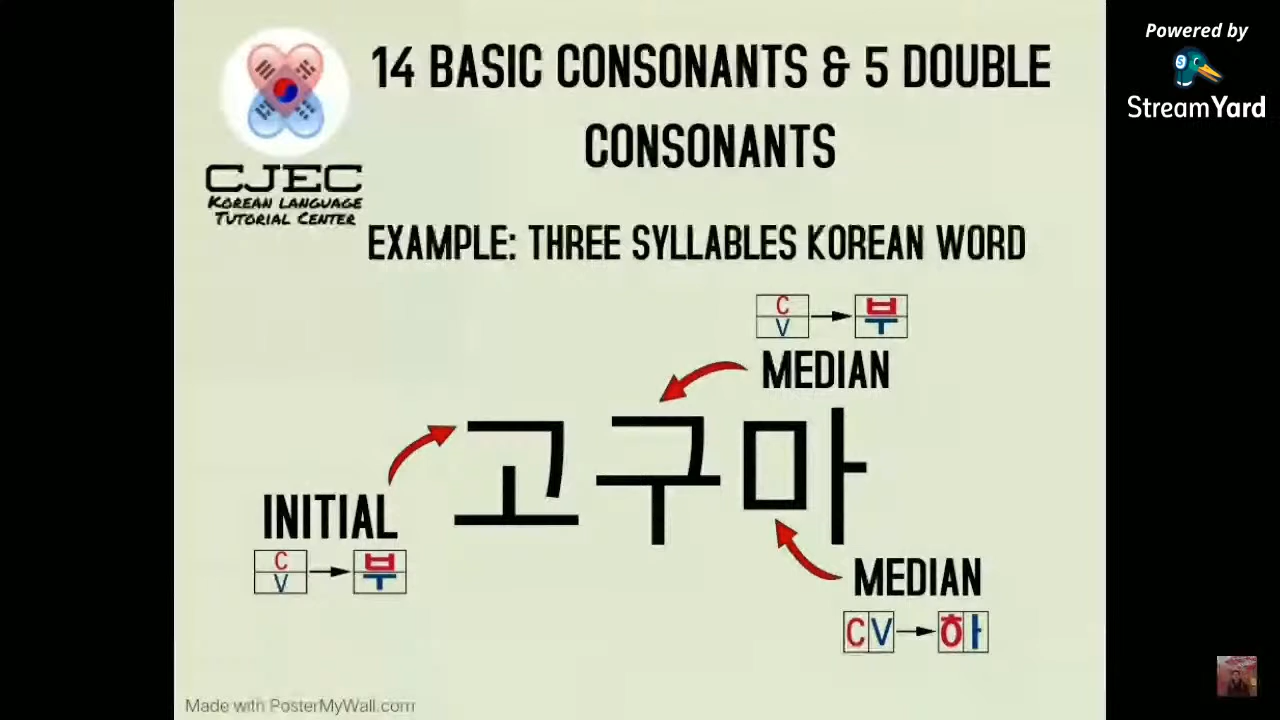 Powered by
StreamYard
14 BASIC CONSONANTS & 5 DOUBLE
CONSONANTS
CJEC
KOREAN LANGUAGE
TUTORIAL CENTER
EXAMPLE: THREE SYLLABLES KOREAN WORD
C
V
부
MEDIAN
고구마
INITIAL
C
V
부
MEDIAN
C V
하
Made with PosterMyWall.com